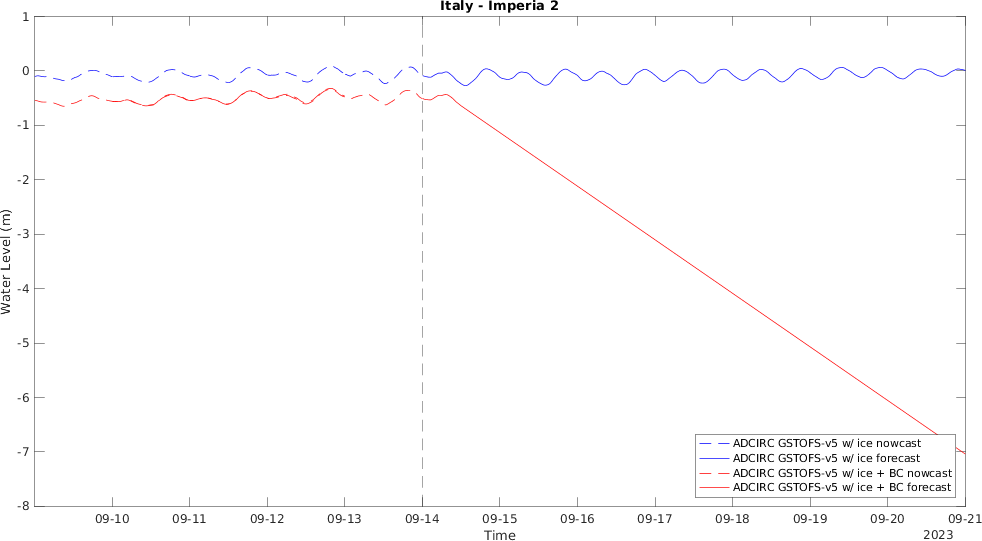 Italy - Imperia 2
1
0
-1
-2
-3
-4
-5
-6
-7
-8
Water Level (m)
ADCIRC GSTOFS-v5 w/ ice nowcast
ADCIRC GSTOFS-v5 w/ ice forecast
ADCIRC GSTOFS-v5 w/ ice + BC nowcast
ADCIRC GSTOFS-v5 w/ ice + BC forecast
09-10 09-11 09-12 09-13 09-14 09-15 09-16 09-17 09-18 09-19 09-20 09-21
Time
2023